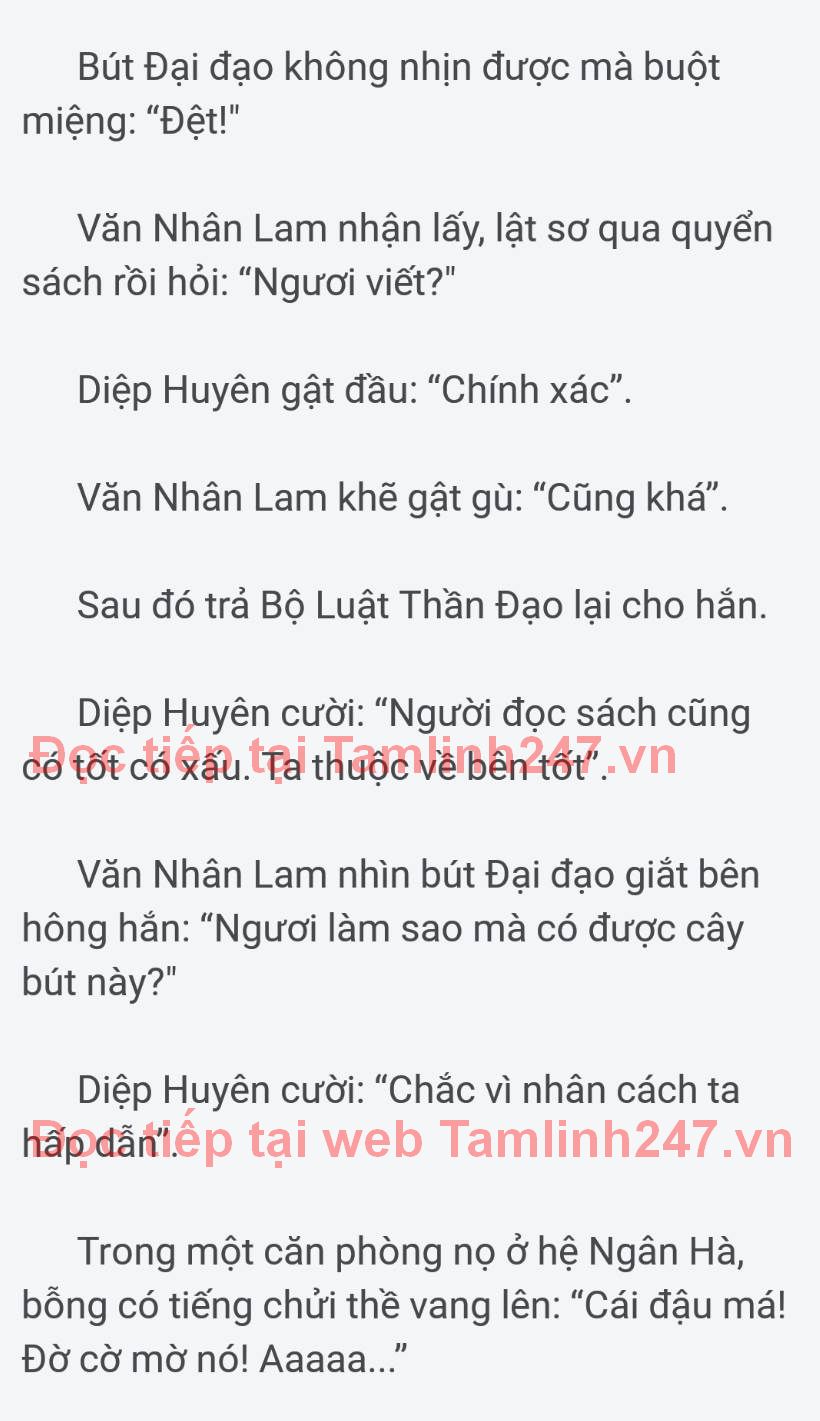 Bút Đại đạo không nhịn được mà buột
miệng: “Đệt!"
Văn Nhân Lam nhận lấy, lật sơ qua quyển
sách rồi hỏi: “Ngươi viết?"
Diệp Huyên gật đầu: “Chính xác”.
Văn Nhân Lam khẽ gật gù: “Cũng khá”.
Sau đó trả Bộ Luật Thần Đạo lại cho hắn.
Diệp Huyên cười: “Người đọc sách cũng
có tốt có xấu. Ta thuộc về bên tốt”.
Đọc tiếp tại Tamlinh247.vn
Văn Nhân Lam nhìn bút Đại đạo giắt bên
hông hắn: “Ngươi làm sao mà có được cây
bút này?"
Diệp Huyên cười: “Chắc vì nhân cách ta
hấp dẫn”.
Đọc tiếp tại web Tamlinh247.vn
Trong một căn phòng nọ ở hệ Ngân Hà,
bỗng có tiếng chửi thề vang lên: “Cái đậu má!
Đờ cờ mờ nó! Aaaaa...”